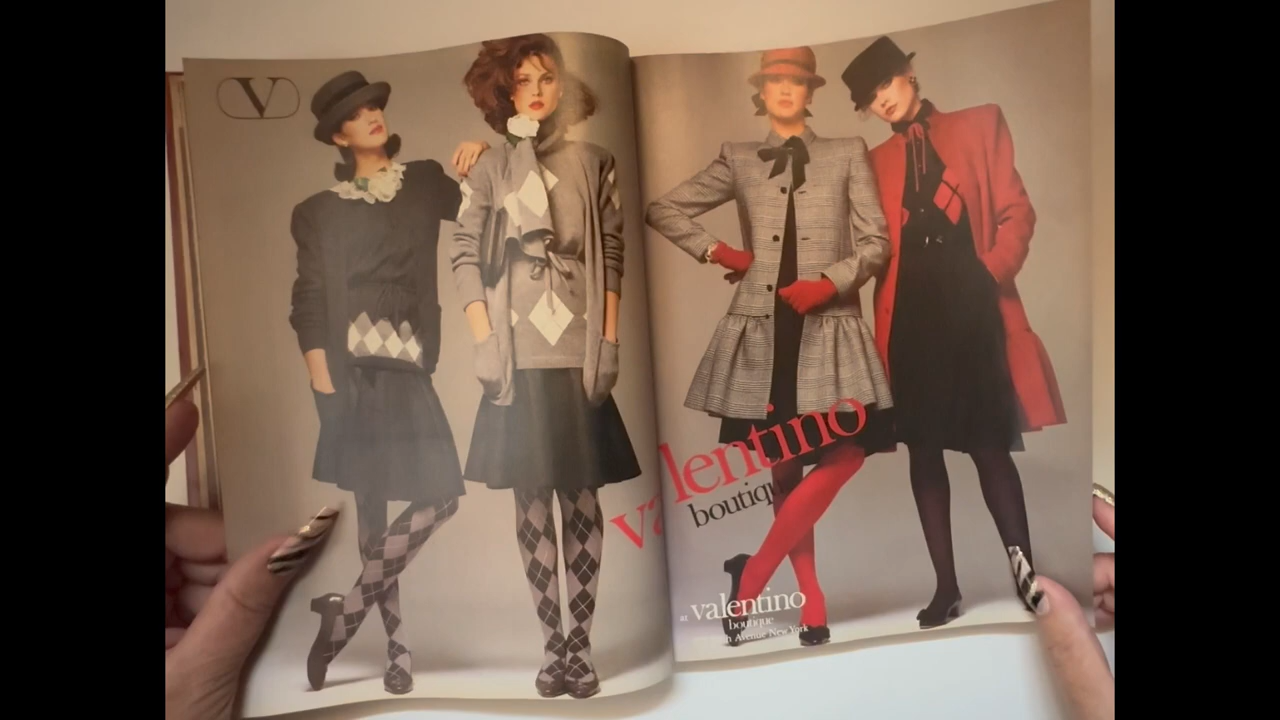 V
valentino
boutique
at valentino
boutique
Avenue New York